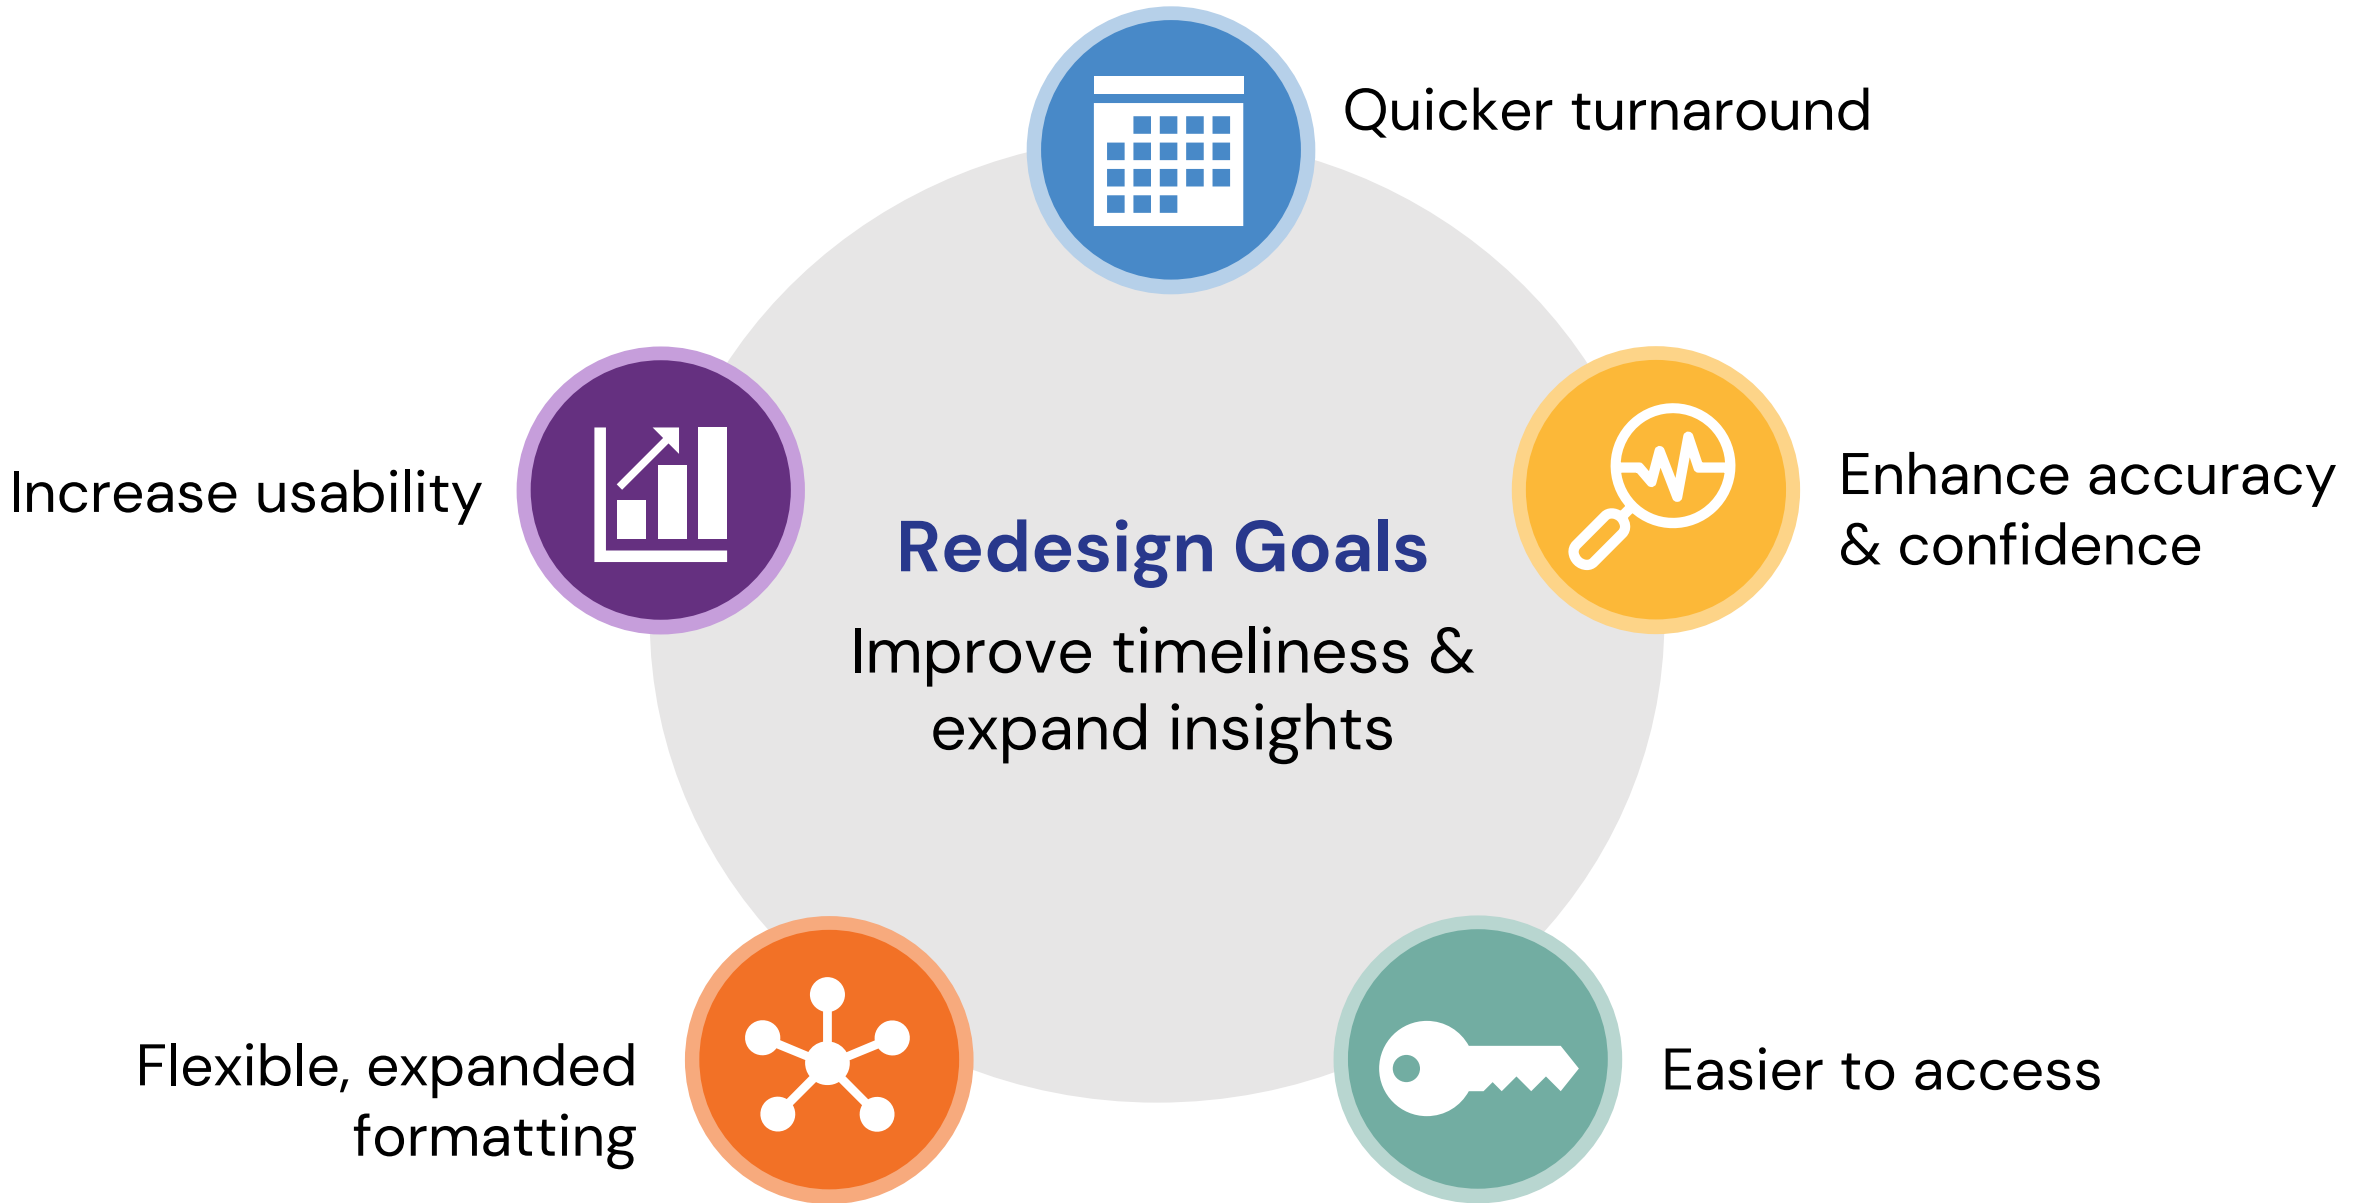 Quicker turnaround
Enhance accuracy
& confidence
Increase usability
Redesign Goals
Improve timeliness &
expand insights
Flexible, expanded
formatting
Easier to access